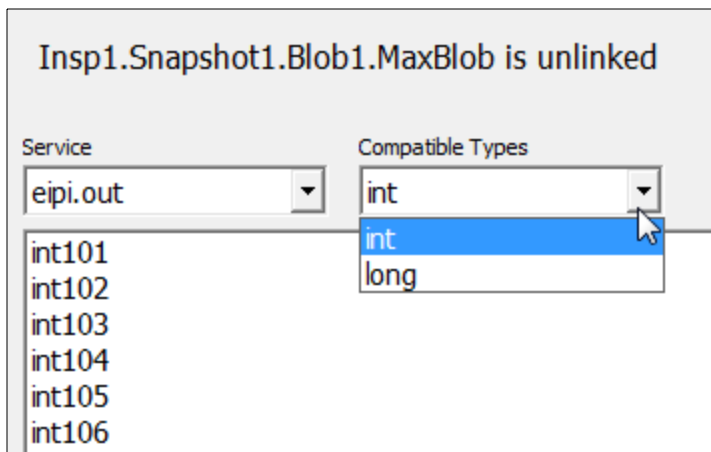 Insp1.Snapshot1.Blob1.MaxBlob is unlinked
Service Compatible Types
eipi.out int
int
long
int101
int102
int103
int104
int105
int106